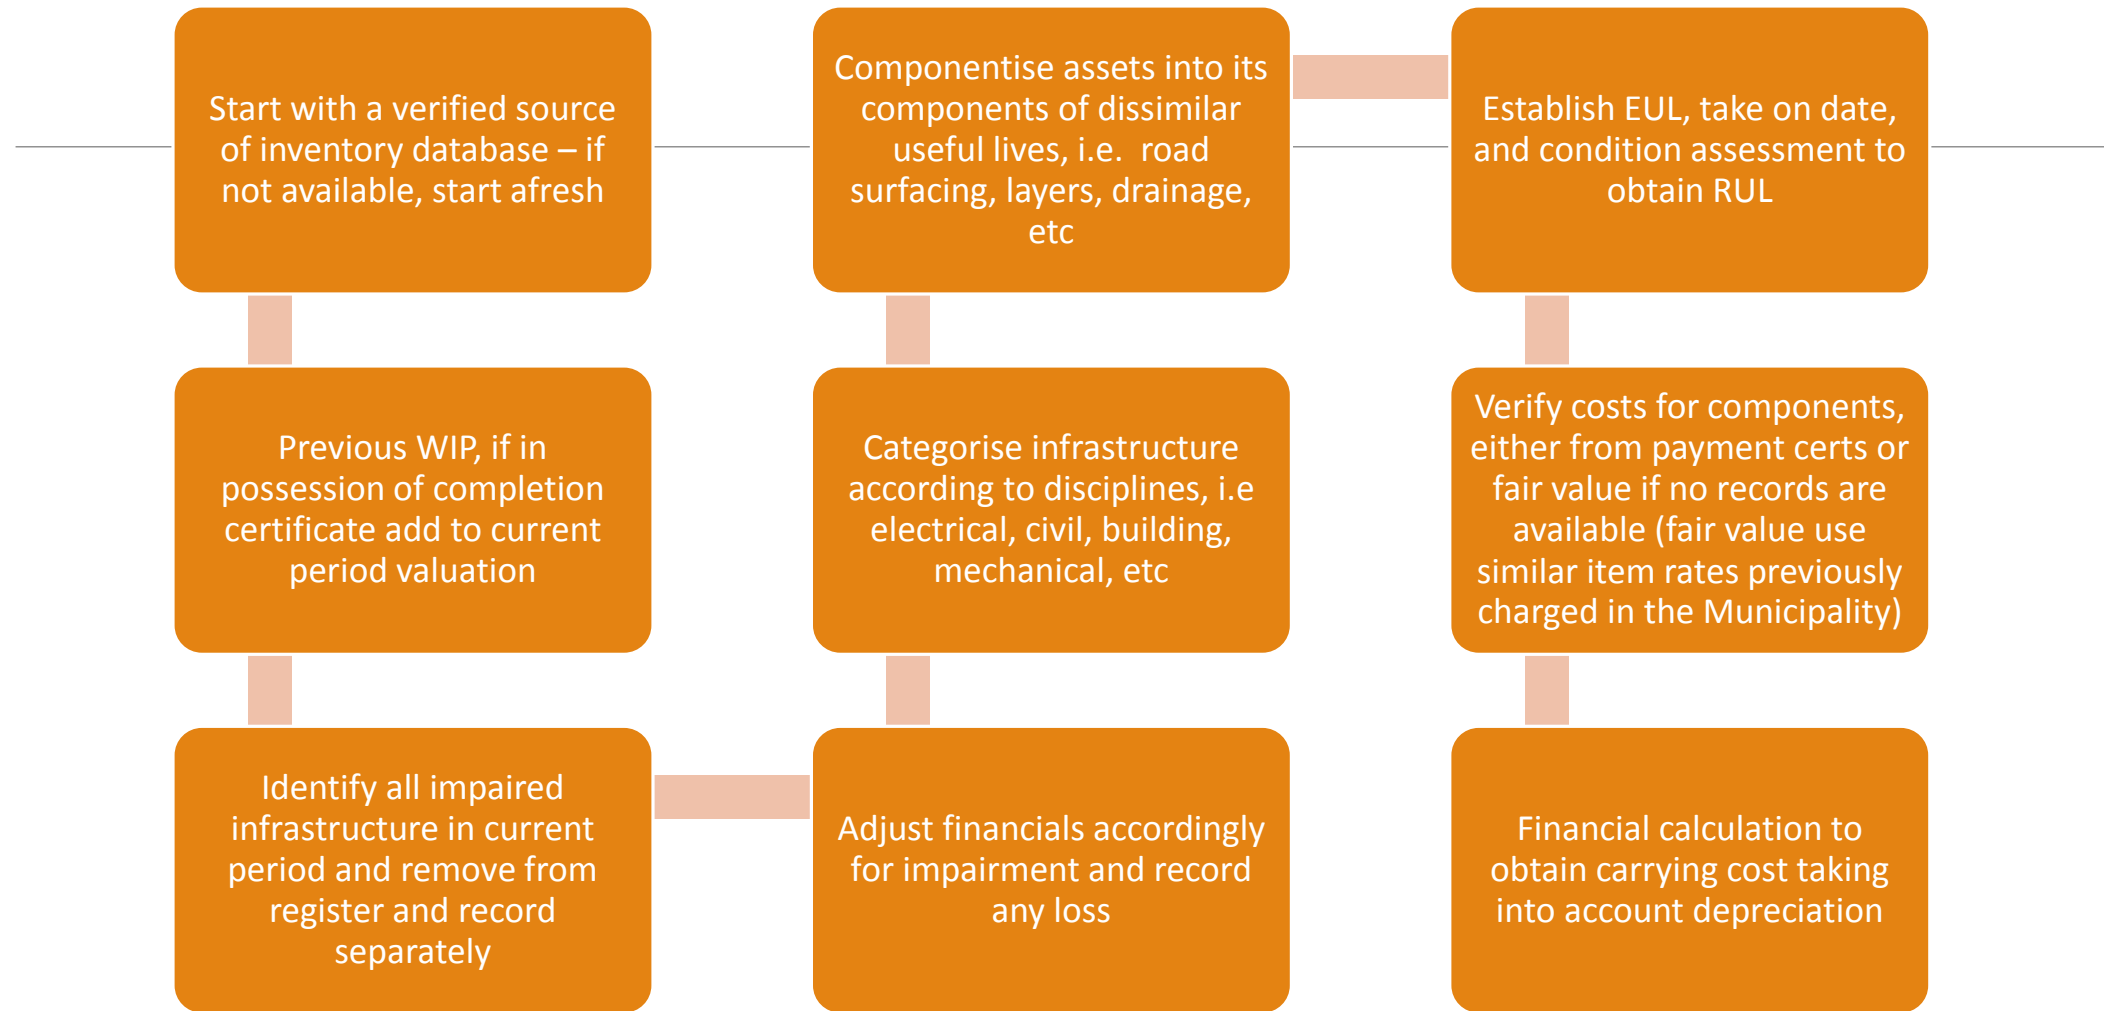 Start with a verified source
of inventory database – if
not available, start afresh
Previous WIP, if in
possession of completion
certificate add to current
period valuation
Identify all impaired
infrastructure in current
period and remove from
register and record
separately
Adjust financials accordingly
for impairment and record
any loss
Categorise infrastructure
according to disciplines, i.e
electrical, civil, building,
mechanical, etc
Componentise assets into its
components of dissimilar
useful lives, i.e. road
surfacing, layers, drainage,
etc
Establish EUL, take on date,
and condition assessment to
obtain RUL
Verify costs for components,
either from payment certs or
fair value if no records are
available (fair value use
similar item rates previously
charged in the Municipality)
Financial calculation to
obtain carrying cost taking
into account depreciation